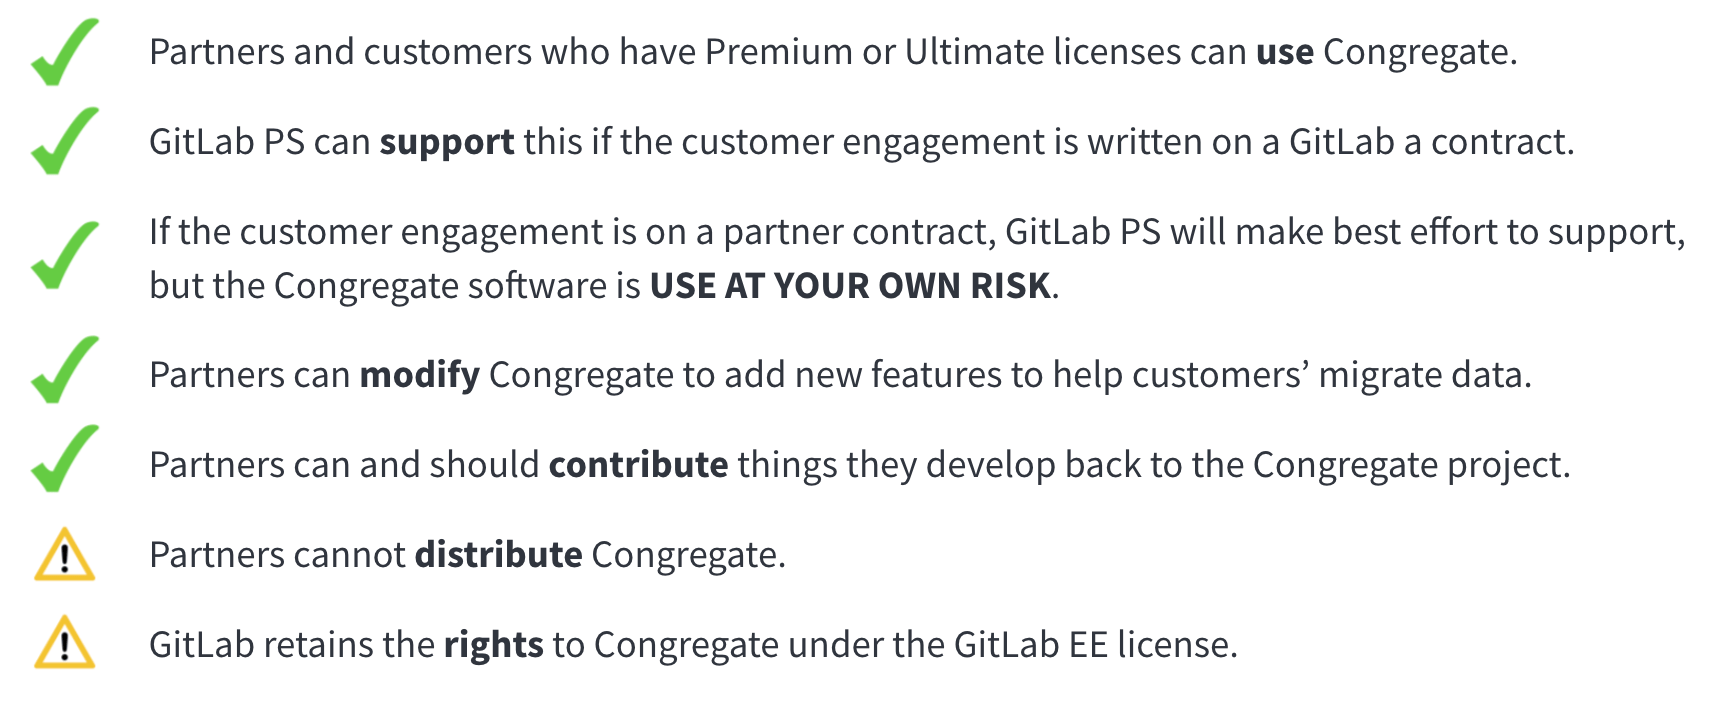 Partners and customers who have Premium or Ultimate licenses can use Congregate.
GitLab PS can support this if the customer engagement is written on a GitLab a contract.
If the customer engagement is on a partner contract, GitLab PS will make best effort to support,
but the Congregate software is USE AT YOUR OWN RISK.
Partners can modify Congregate to add new features to help customers’ migrate data.
Partners can and should contribute things they develop back to the Congregate project.
Partners cannot distribute Congregate.
GitLab retains the rights to Congregate under the GitLab EE license.